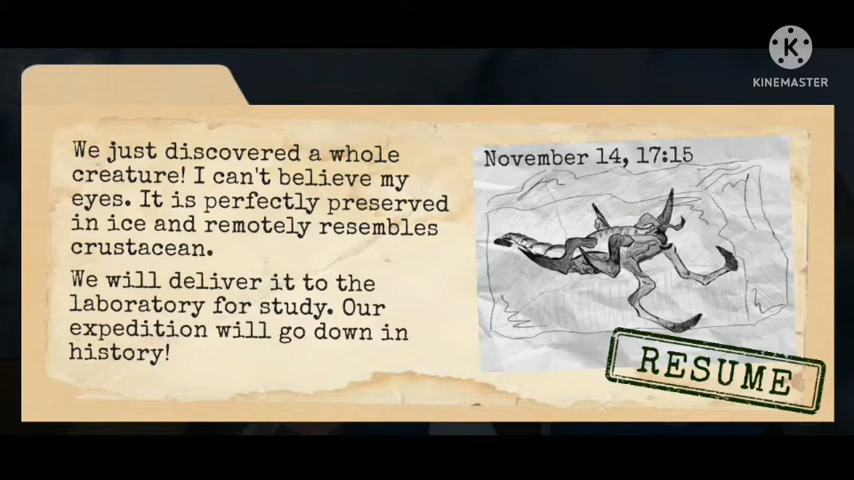 KINEMASTER
We just discovered a whole
creature! I can't believe my
eyes. It is perfectly preserved
in ice and remotely resembles
crustacean.
We will deliver it to the
laboratory for study. Our
expedition will go down in
history!
November 14, 17:15
RESUME